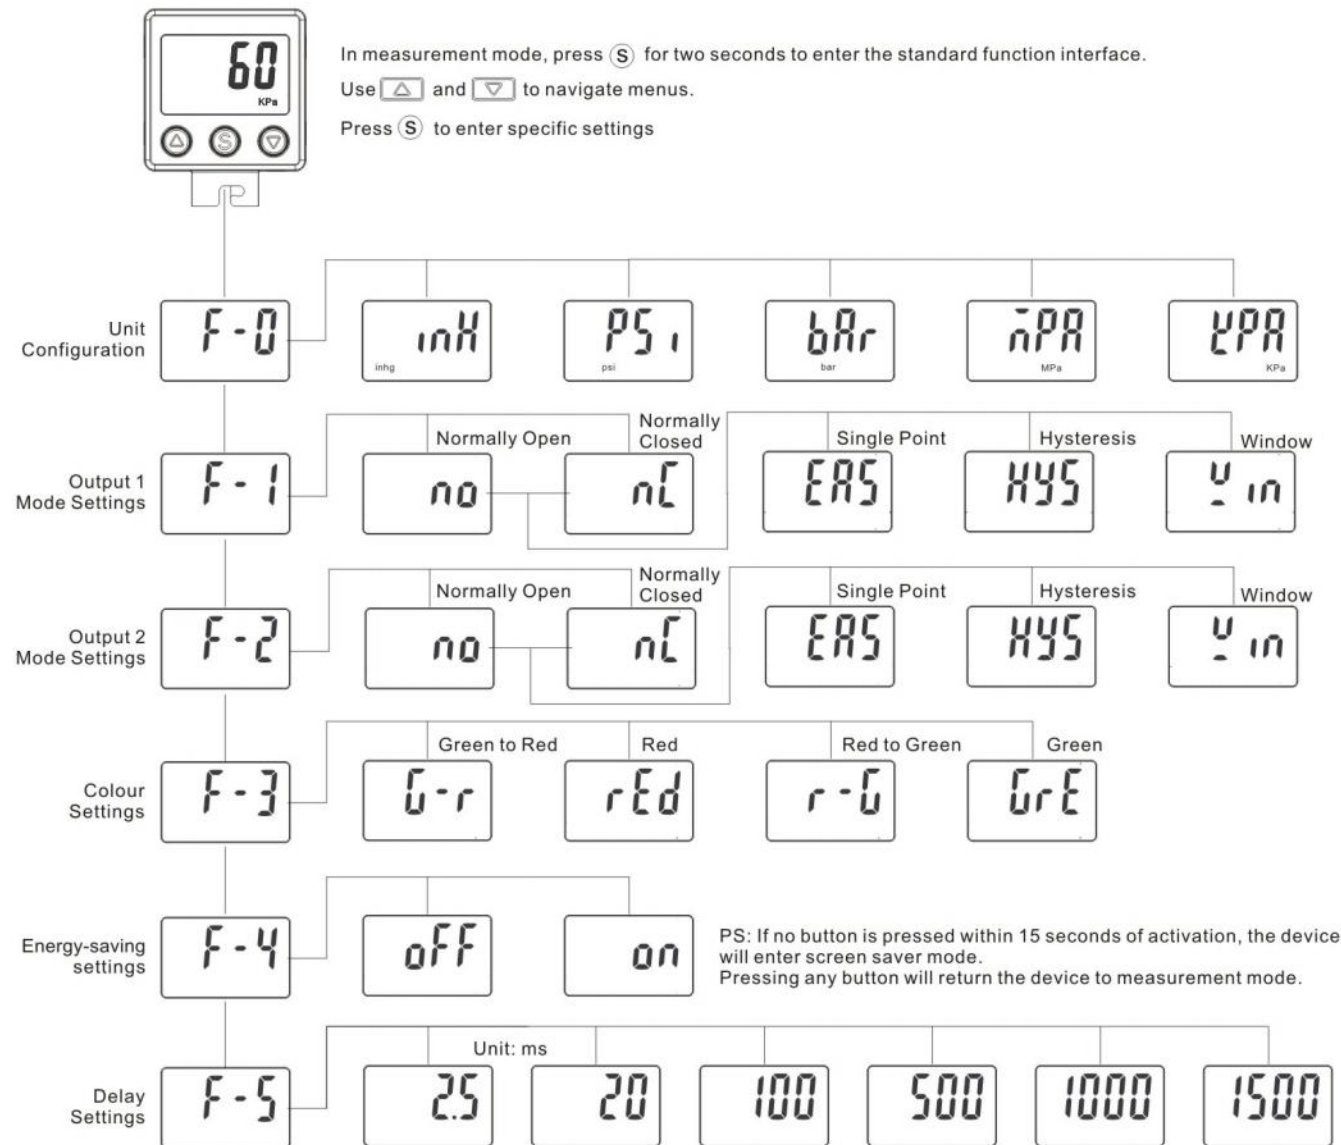 60
KPa
S
In measurement mode, press S for two seconds to enter the standard function interface.
Use and to navigate menus.
Press S to enter specific settings
Unit
Configuration
F-0
inH
inhg
PSi
psi
bAr
bar
MPA
MPa
KPA
KPa
Output 1
Mode Settings
F-1
Normally Open
no
Normally
Closed
nC
Single Point
EAS
Hysteresis
HYS
Window
Win
Output 2
Mode Settings
F-2
Normally Open
no
Normally
Closed
nC
Single Point
EAS
Hysteresis
HYS
Window
Win
Colour
Settings
F-3
Green to Red
G-r
Red
rEd
Red to Green
r-G
Green
GrE
Energy-saving
settings
F-4
oFF
on
PS: If no button is pressed within 15 seconds of activation, the device
will enter screen saver mode.
Pressing any button will return the device to measurement mode.
Delay
Settings
F-5
Unit: ms
2.5
20
100
500
1000
1500